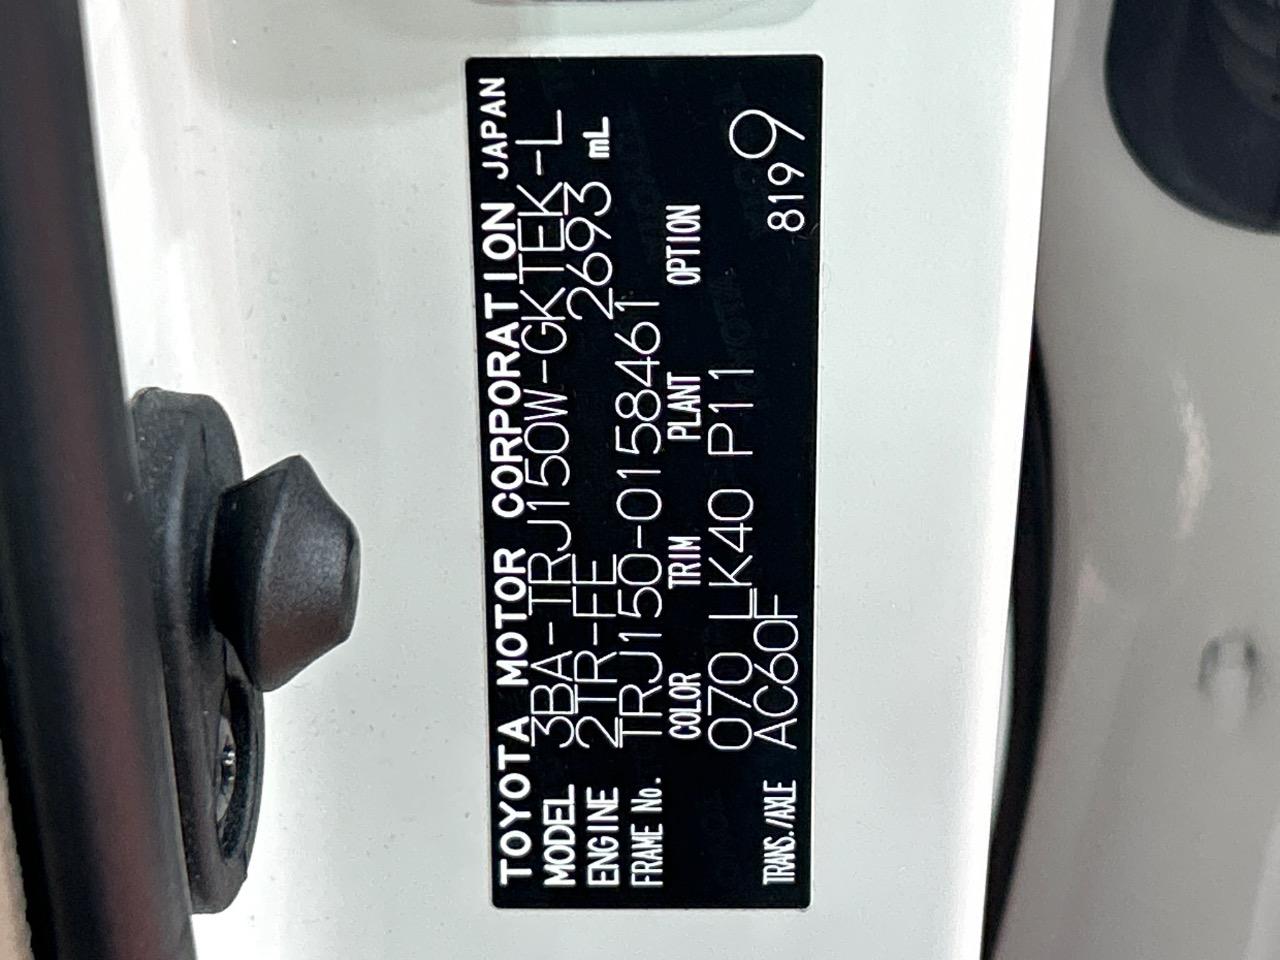 TOYOTA MOTOR CORPORATION JAPAN
MODEL 3BA-TRJ150W-GKTEK-L
ENGINE 2TR-FE 2693 mL
FRAME No. TRJ150-0158461
COLOR TRIM PLANT OPTION
070 LK40 P11
TRANS./AXLE AC60F 8199